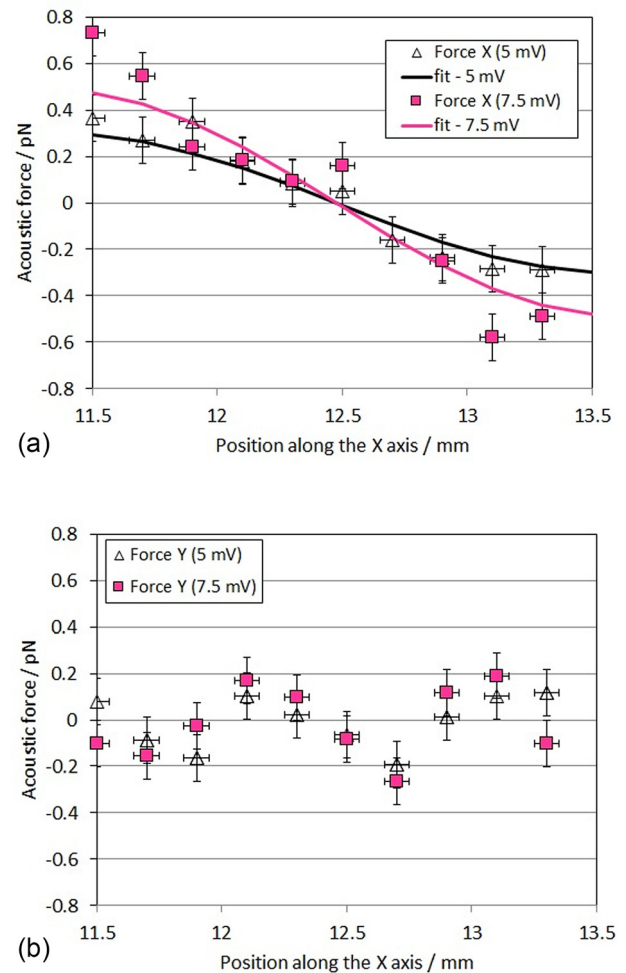 0.8
0.6
0.4
0.2
0
-0.2
-0.4
-0.6
-0.8
Acoustic force / pN
Force X (5 mV)
fit - 5 mV
Force X (7.5 mV)
fit - 7.5 mV
11.5 12 12.5 13 13.5
(a) Position along the X axis / mm
0.8
0.6
0.4
0.2
0
-0.2
-0.4
-0.6
-0.8
Acoustic force / pN
Force Y (5 mV)
Force Y (7.5 mV)
11.5 12 12.5 13 13.5
(b) Position along the X axis / mm